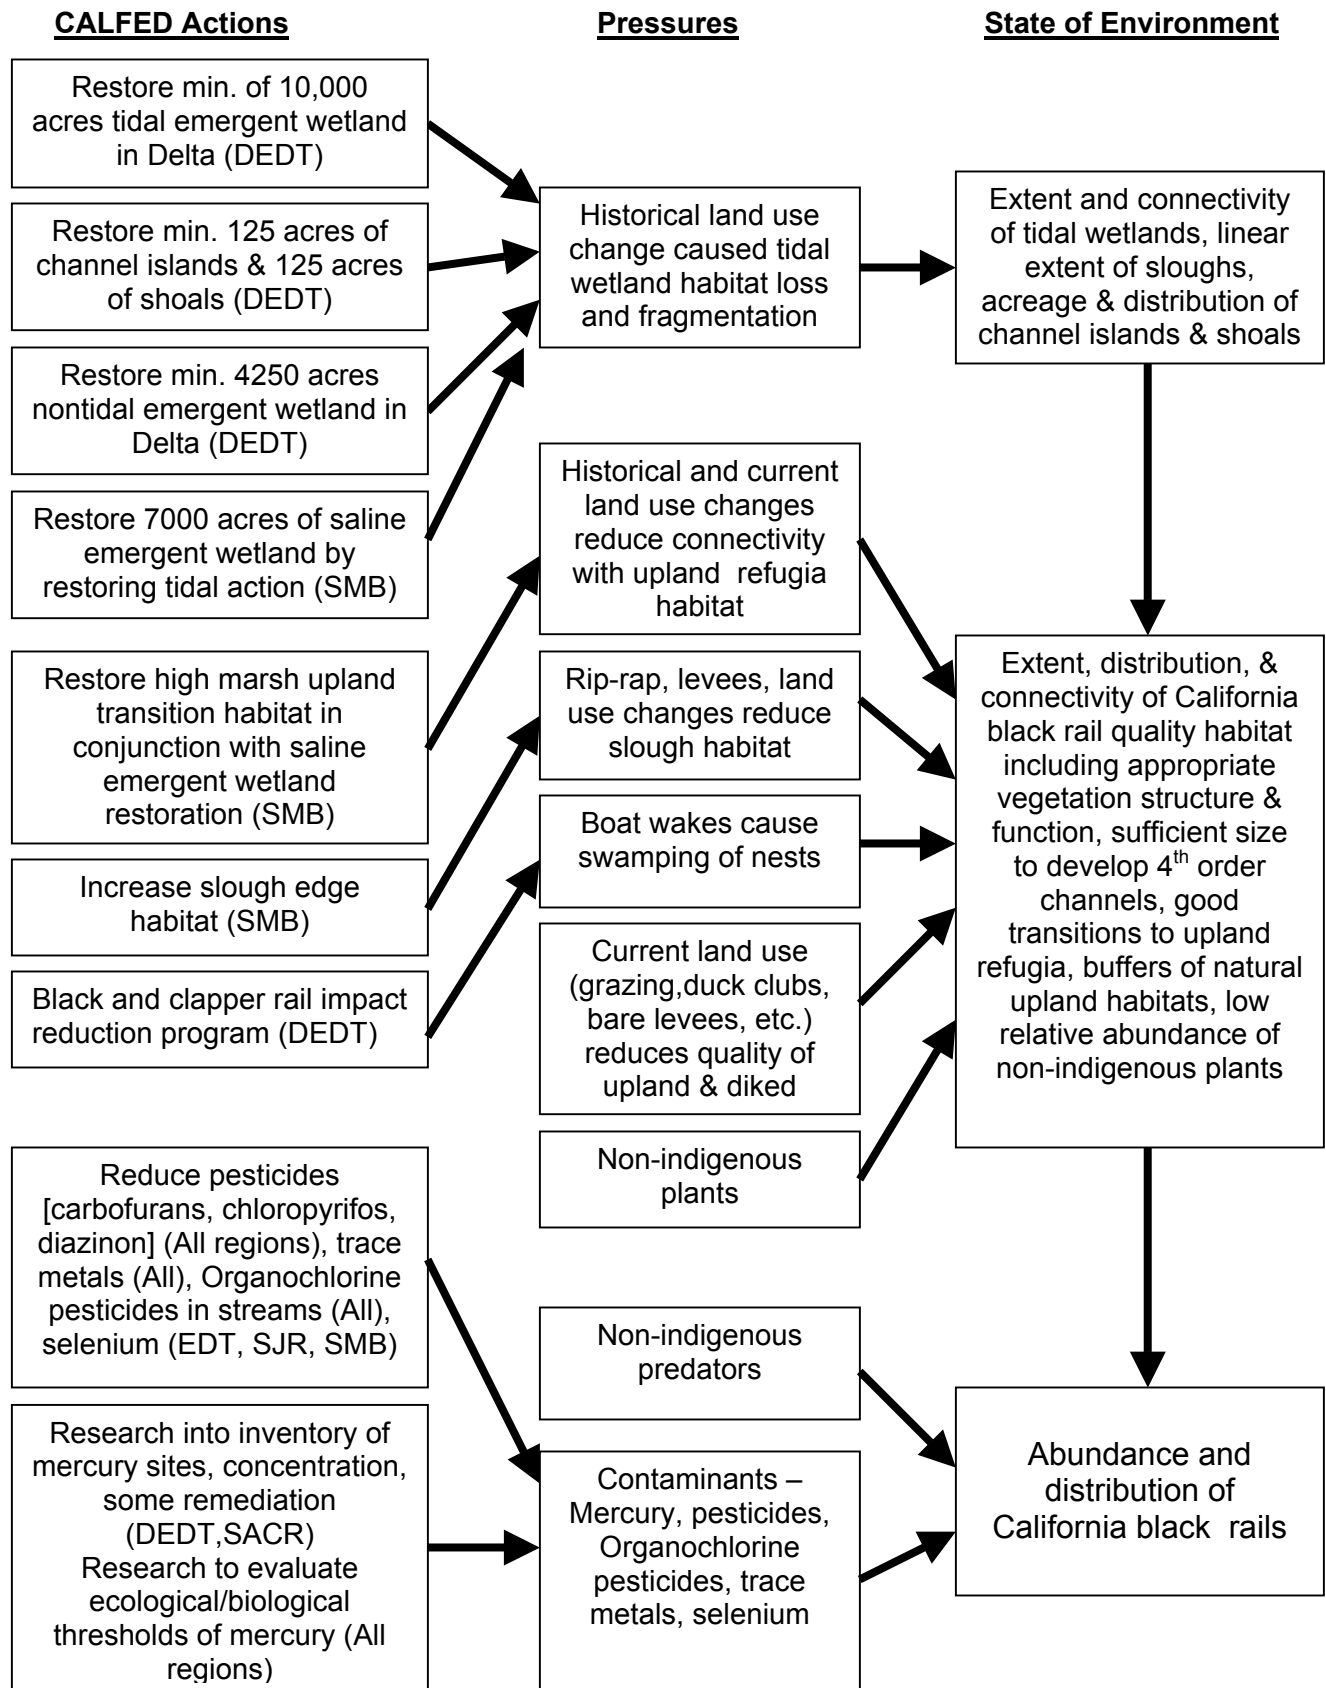 CALFED Actions
Restore min. of 10,000
acres tidal emergent wetland
in Delta (DEDT)
Restore min. 125 acres of
channel islands & 125 acres
of shoals (DEDT)
Restore min. 4250 acres
nontidal emergent wetland in
Delta (DEDT)
Restore 7000 acres of saline
emergent wetland by
restoring tidal action (SMB)
Restore high marsh upland
transition habitat in
conjunction with saline
emergent wetland
restoration (SMB)
Increase slough edge
habitat (SMB)
Black and clapper rail impact
reduction program (DEDT)
Reduce pesticides
[carbofurans, chloropyrifos,
diazinon] (All regions), trace
metals (All), Organochlorine
pesticides in streams (All),
selenium (EDT, SJR, SMB)
Research into inventory of
mercury sites, concentration,
some remediation
(DEDT,SACR)
Research to evaluate
ecological/biological
thresholds of mercury (All
regions)
Pressures
Historical land use
change caused tidal
wetland habitat loss
and fragmentation
Historical and current
land use changes
reduce connectivity
with upland refugia
habitat
Rip-rap, levees, land
use changes reduce
slough habitat
Boat wakes cause
swamping of nests
Current land use
(grazing,duck clubs,
bare levees, etc.)
reduces quality of
upland & diked
Non-indigenous
plants
Non-indigenous
predators
Contaminants –
Mercury, pesticides,
Organochlorine
pesticides, trace
metals, selenium
State of Environment
Extent and connectivity
of tidal wetlands, linear
extent of sloughs,
acreage & distribution of
channel islands & shoals
Extent, distribution, &
connectivity of California
black rail quality habitat
including appropriate
vegetation structure &
function, sufficient size
to develop 4th order
channels, good
transitions to upland
refugia, buffers of natural
upland habitats, low
relative abundance of
non-indigenous plants
Abundance and
distribution of
California black rails